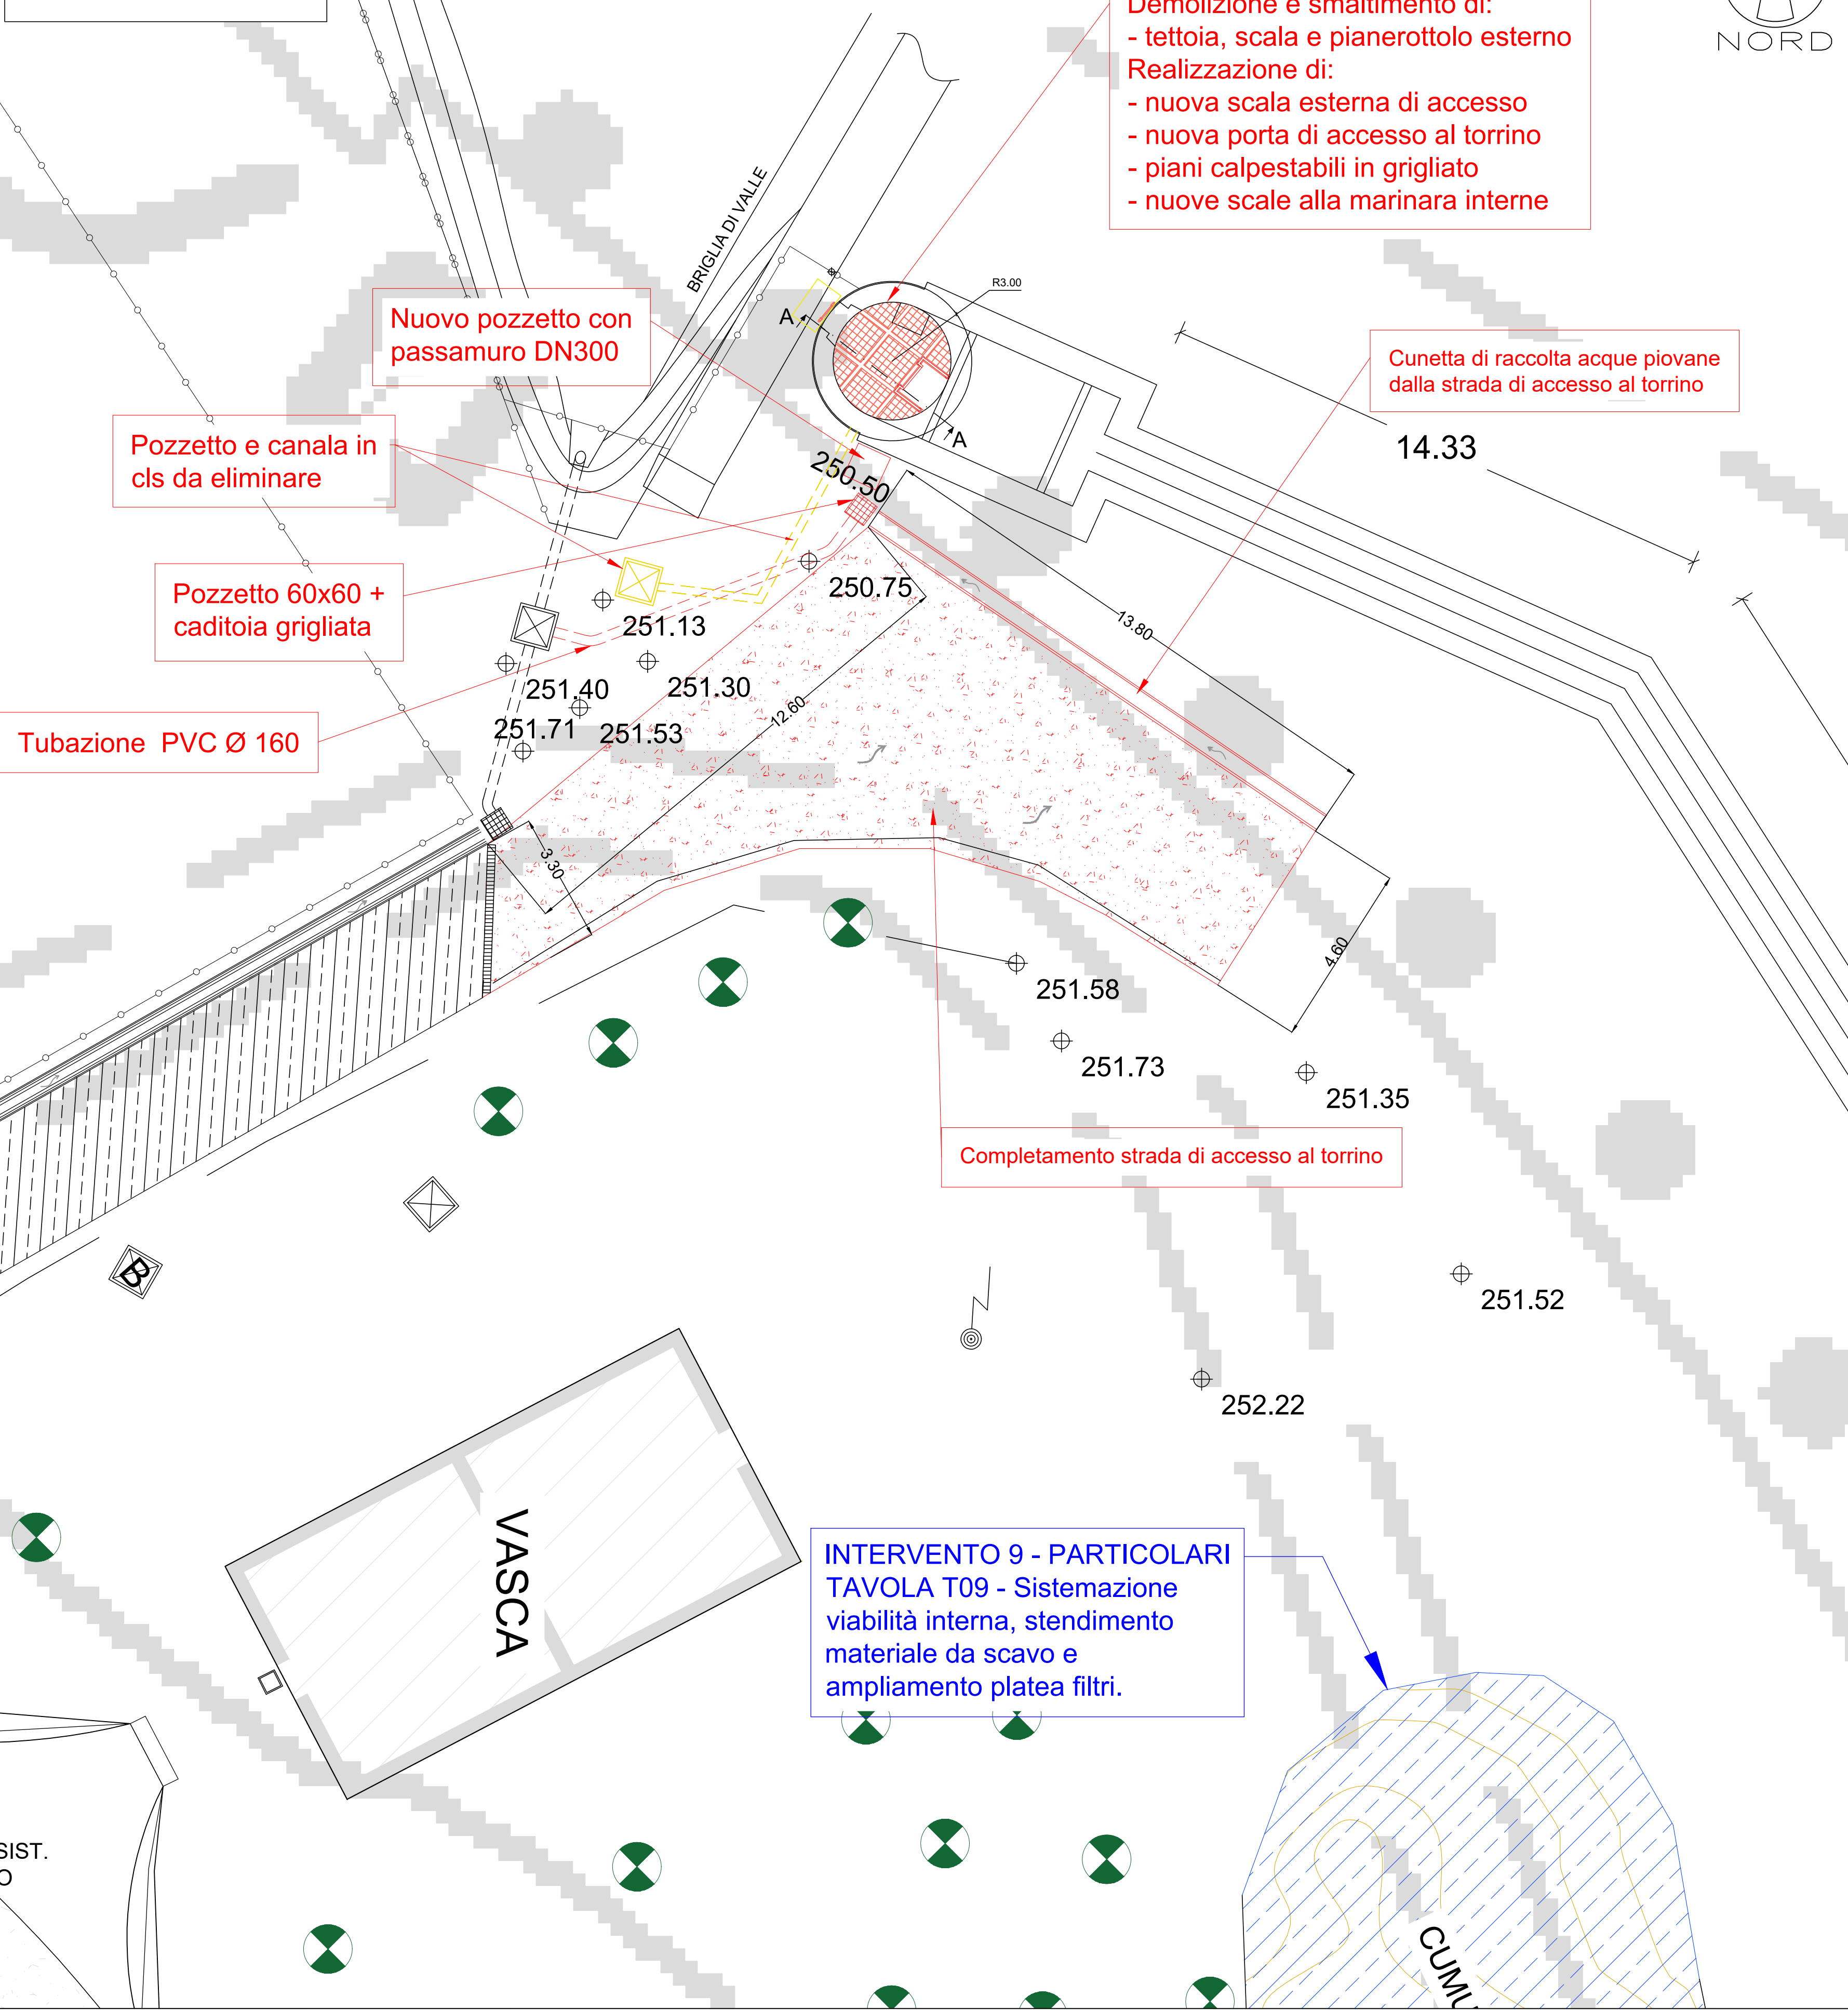 Demolizione e smaltimento di:
- tettoia, scala e pianerottolo esterno
Realizzazione di:
- nuova scala esterna di accesso
- nuova porta di accesso al torrino
- piani calpestabili in grigliato
- nuove scale alla marinara interne
NORD
BRIGLIA DI VALLE
R3.00
A
A
Nuovo pozzetto con
passamuro DN300
Cunetta di raccolta acque piovane
dalla strada di accesso al torrino
14.33
Pozzetto e canala in
cls da eliminare
250.50
Pozzetto 60x60 +
caditoia grigliata
250.75
251.13
13.80
251.40
251.30
12.60
251.71
251.53
Tubazione PVC Ø 160
3.30
4.60
251.58
251.73
251.35
Completamento strada di accesso al torrino
B
251.52
252.22
VASCA
INTERVENTO 9 - PARTICOLARI
TAVOLA T09 - Sistemazione
viabilità interna, stendimento
materiale da scavo e
ampliamento platea filtri.
SIST.
O
CUMU